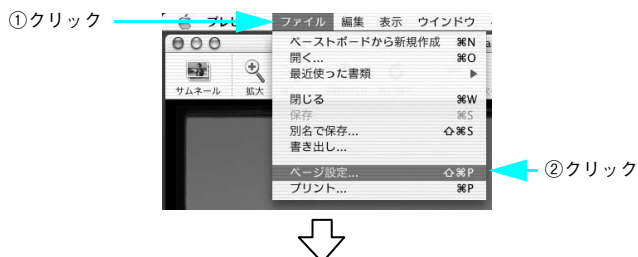 ①クリック
ファイル 編集 表示 ウインドウ
ペーストボードから新規作成 ⌘N
開く... ⌘O
最近使った書類 ▶
サムネール 拡大
閉じる ⌘W
保存 ⌘S
別名で保存... ⇧⌘S
書き出し...
ページ設定... ⇧⌘P
②クリック
プリント... ⌘P